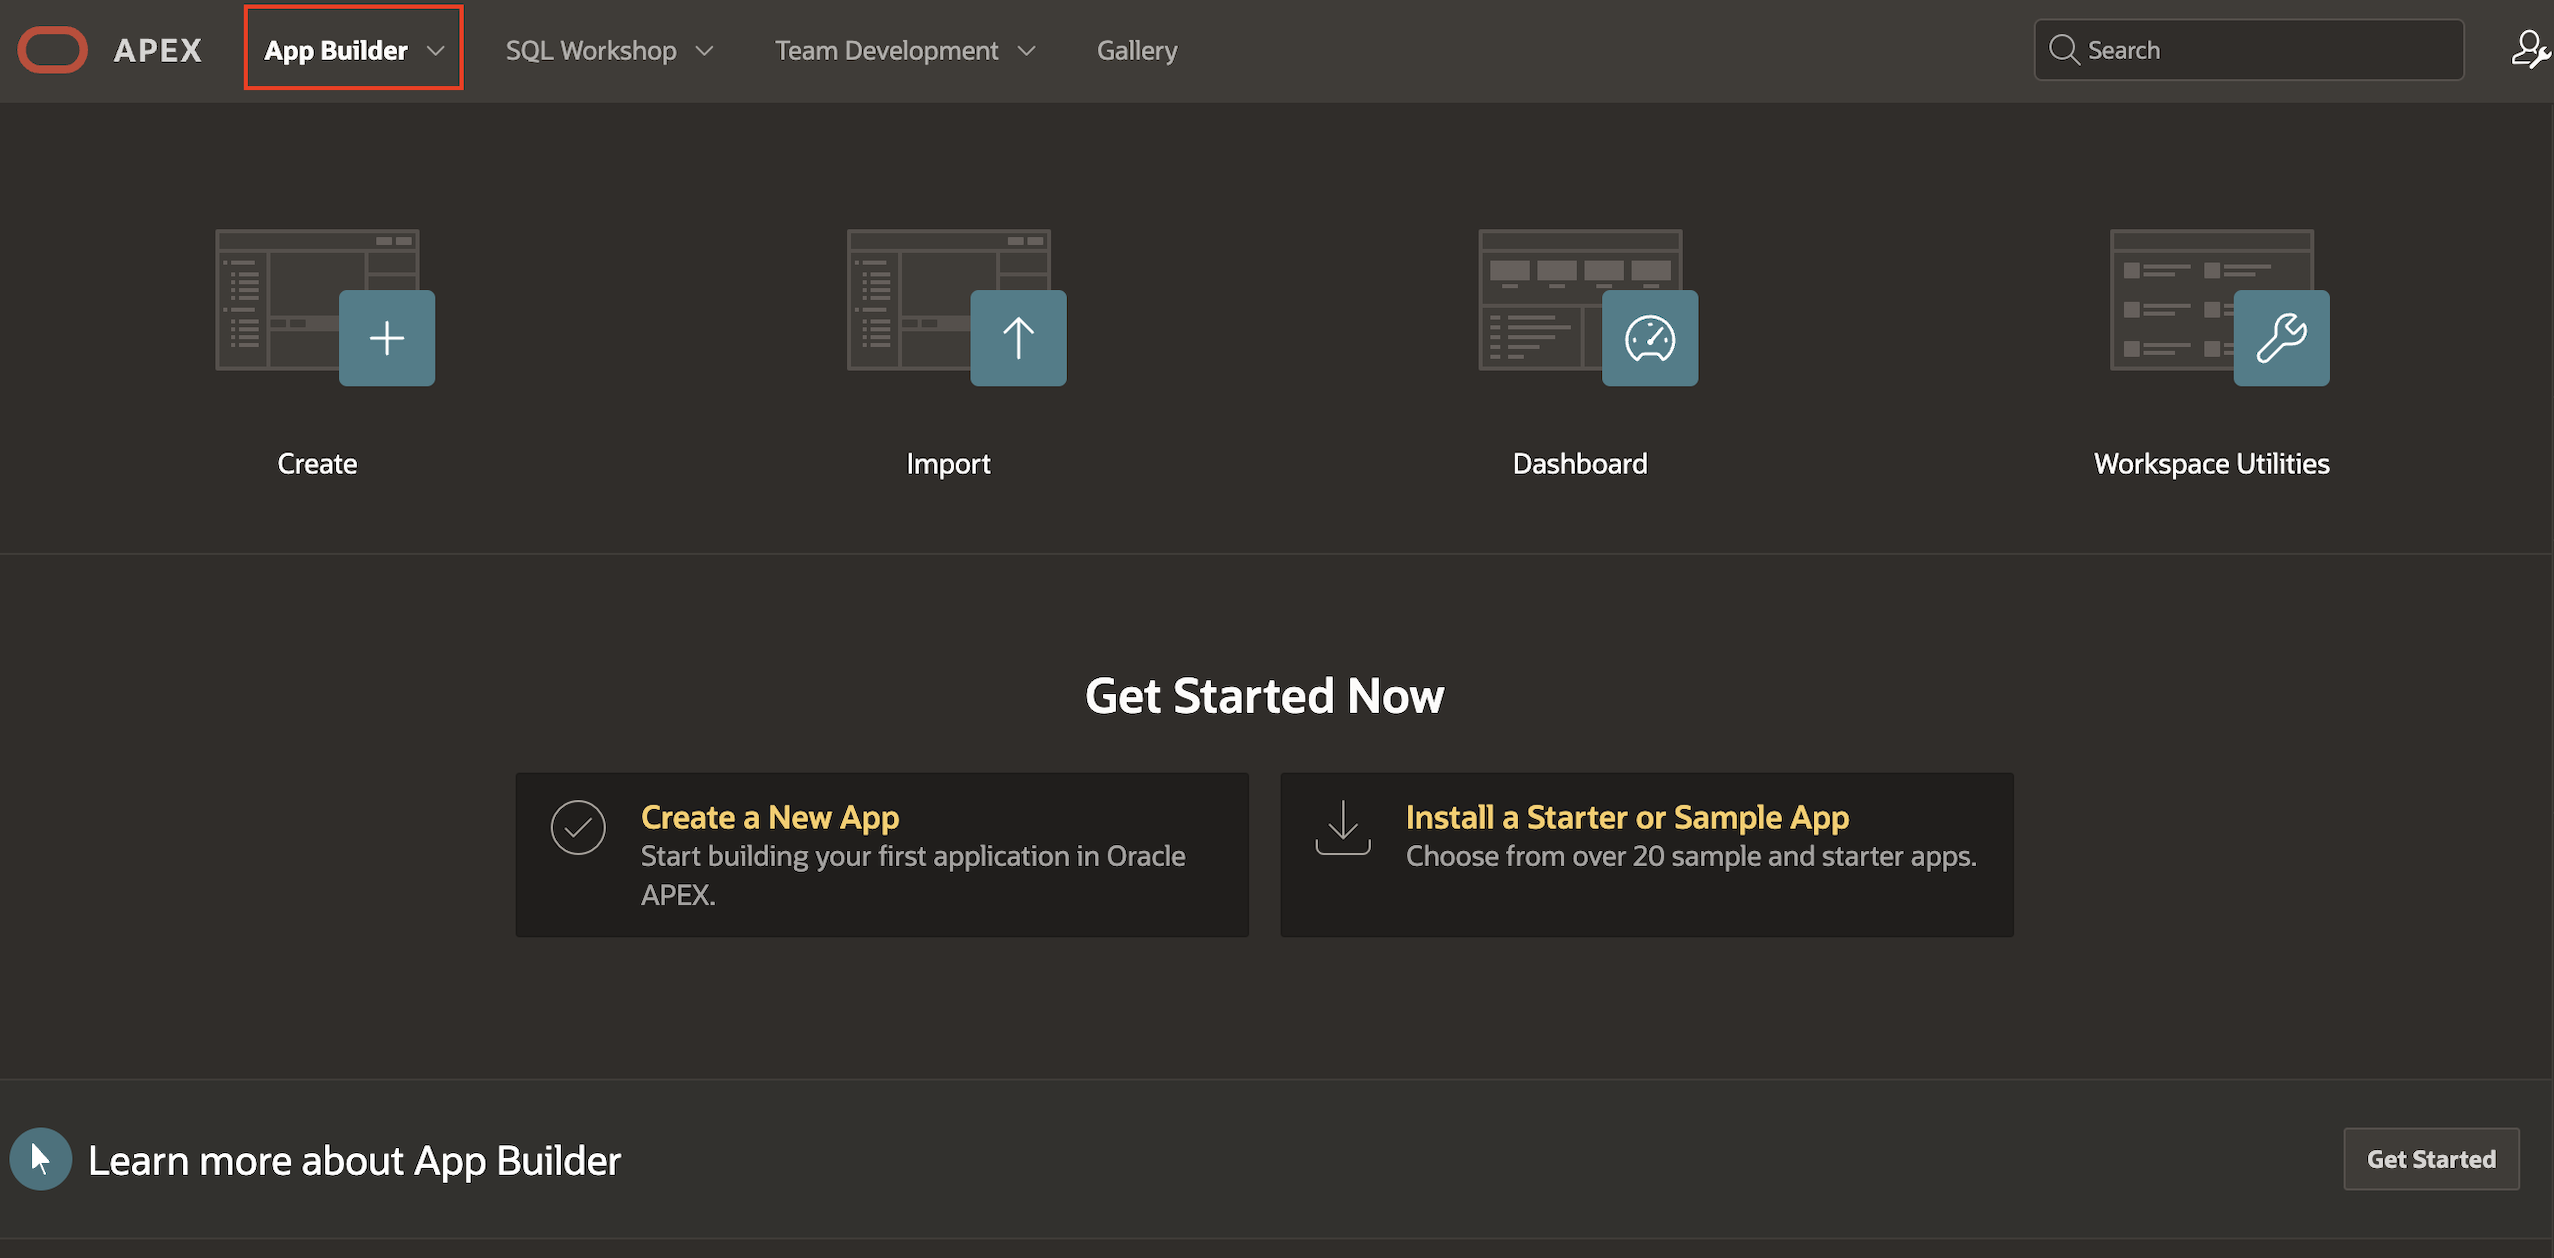 APEX App Builder SQL Workshop Team Development Gallery Search
Create Import Dashboard Workspace Utilities
Get Started Now
Create a New App
Start building your first application in Oracle
APEX.
Install a Starter or Sample App
Choose from over 20 sample and starter apps.
Learn more about App Builder Get Started